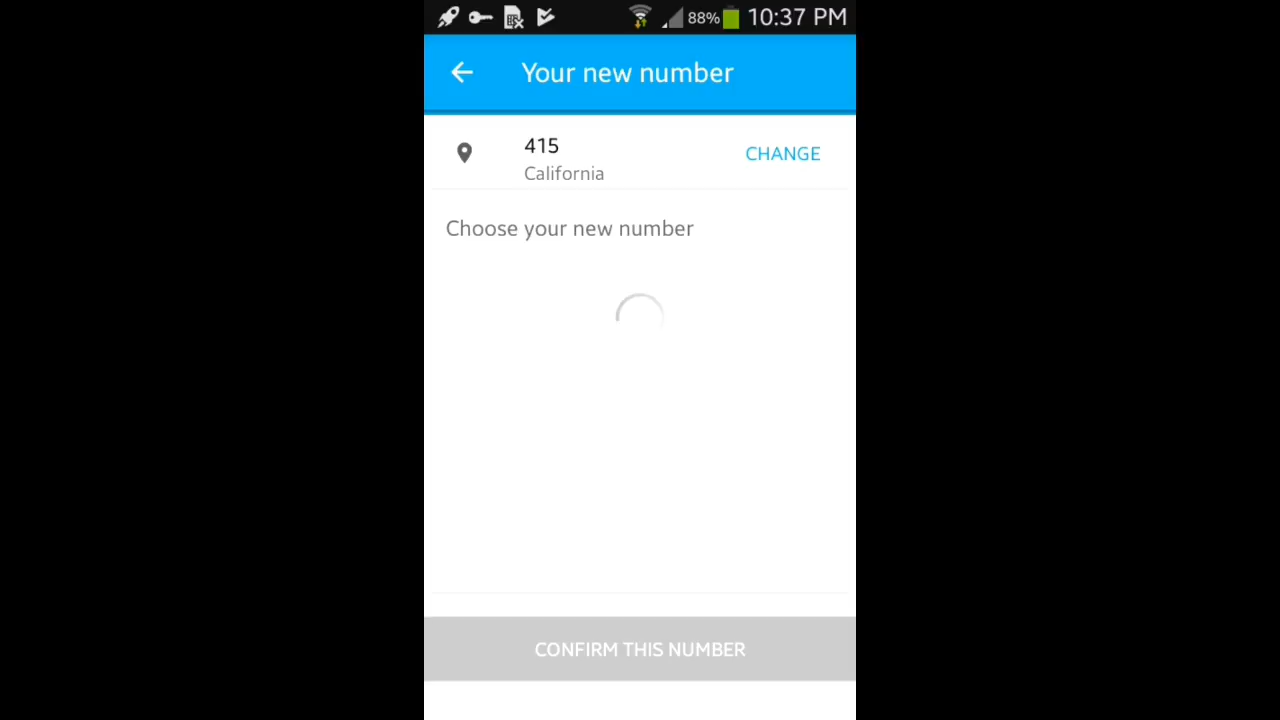 88% 10:37 PM
Your new number
415
California
CHANGE
Choose your new number
CONFIRM THIS NUMBER